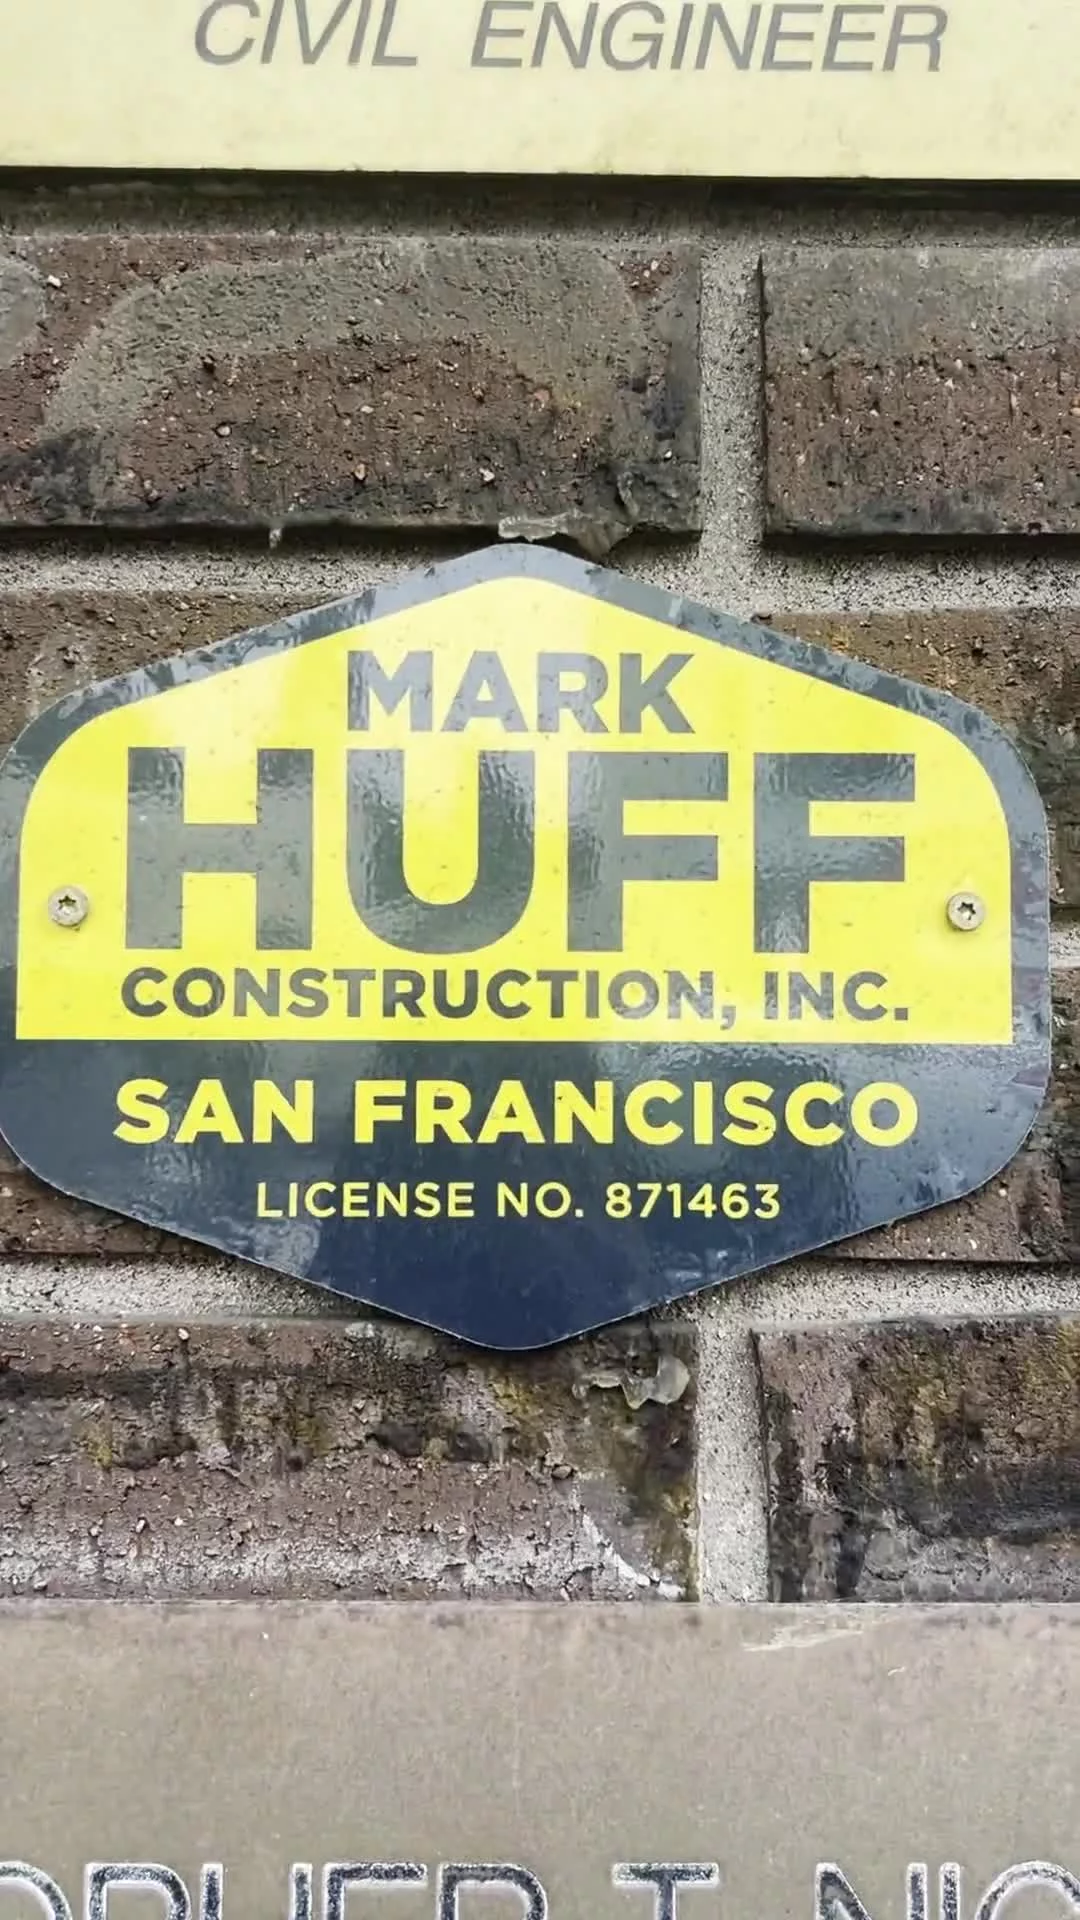 CIVIL ENGINEER
MARK
HUFF
CONSTRUCTION, INC.
SAN FRANCISCO
LICENSE NO. 871463
T.